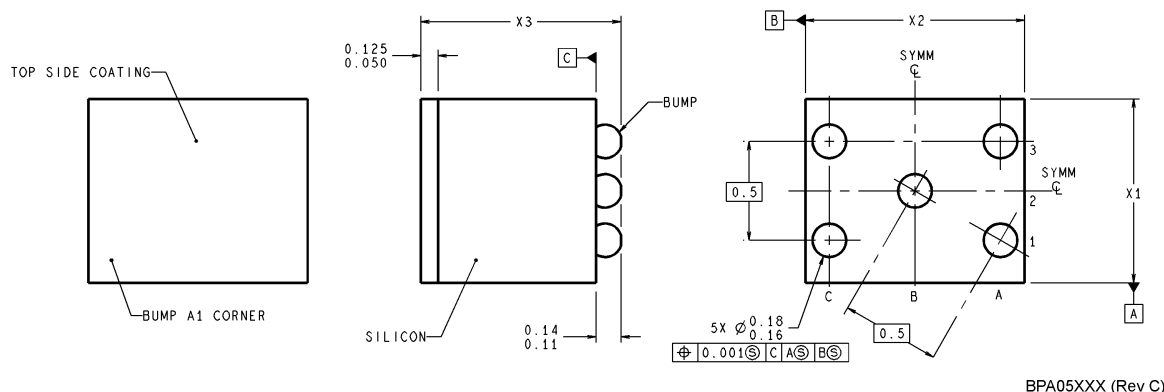 TOP SIDE COATING
BUMP A1 CORNER
X3
0.125
0.050
C
BUMP
SILICON
0.14
0.11
B
X2
SYMM
℄
SYMM
℄
0.5
3
2
1
X1
C
B
A
A
5X ⌀ 0.18
0.16
⌖ 0.001Ⓢ C AⓈ BⓈ
0.5
BPA05XXX (Rev C)